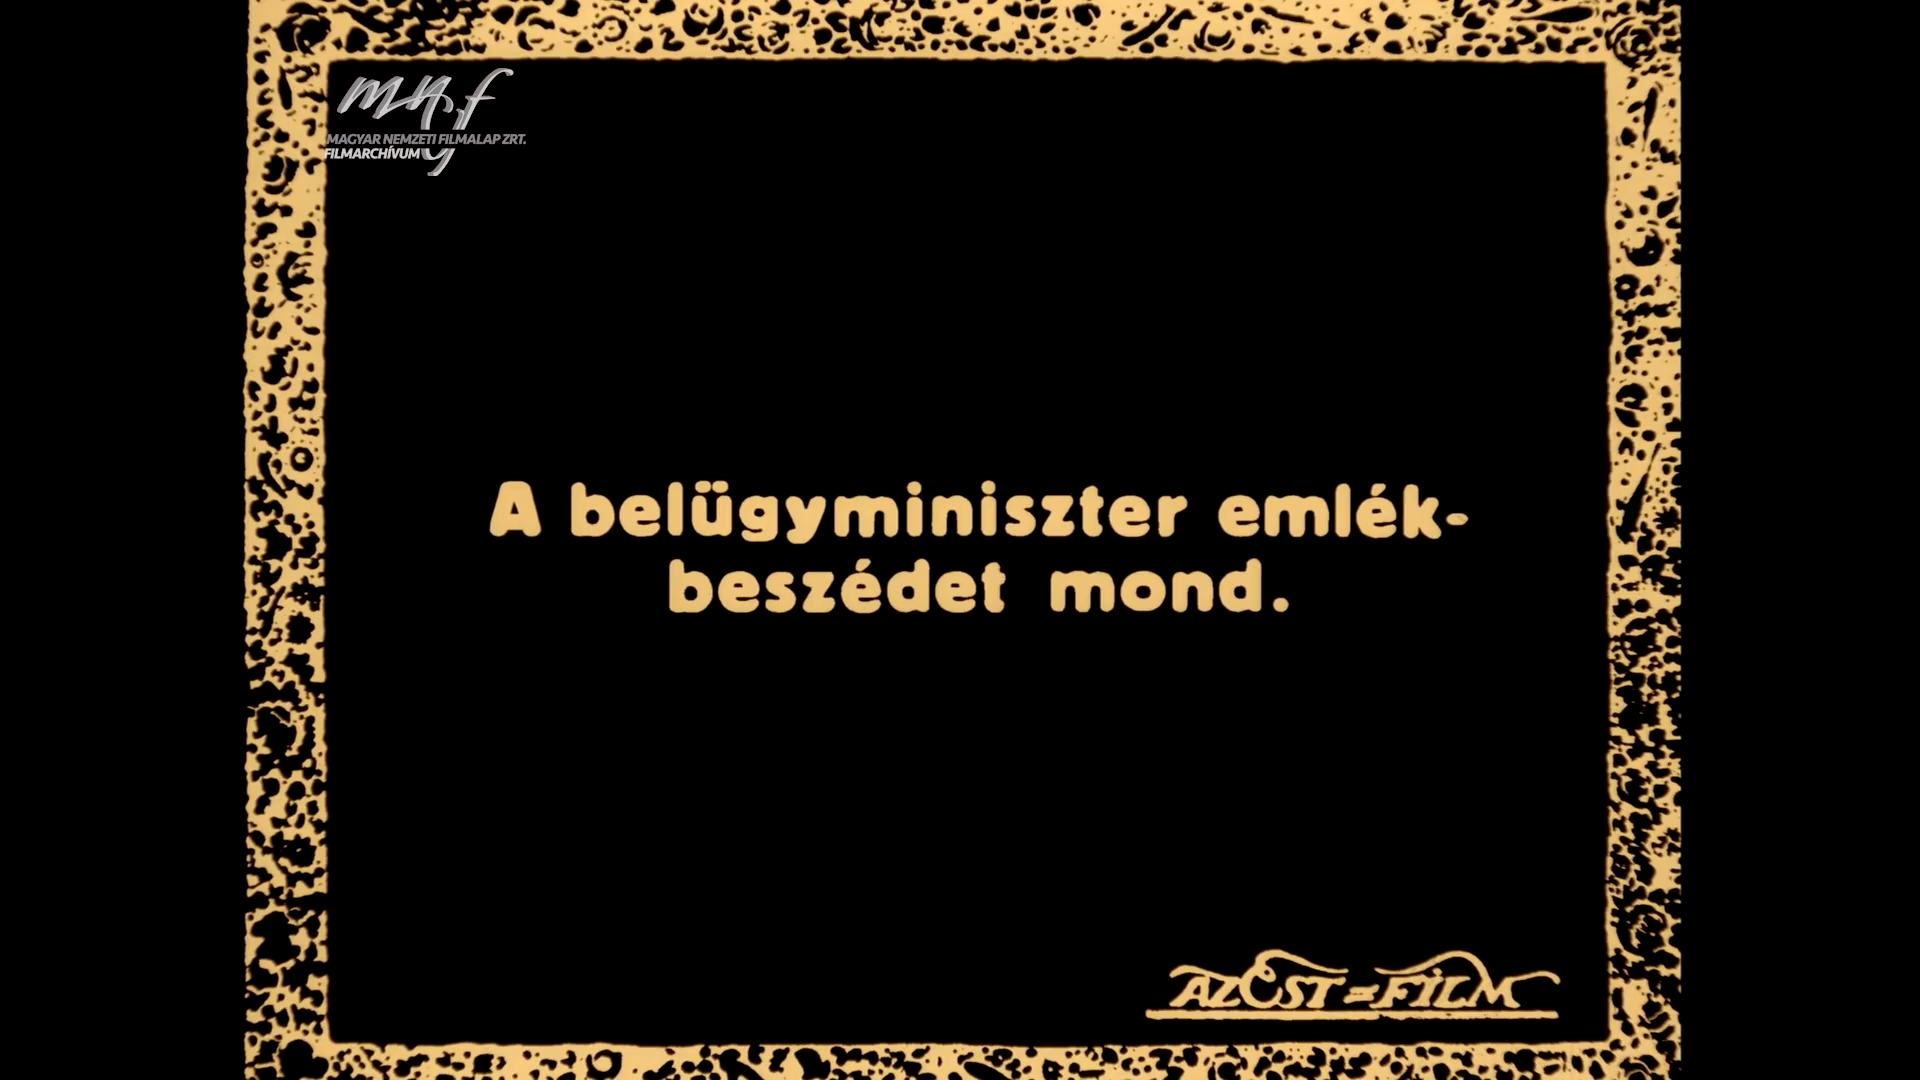 mnf
MAGYAR NEMZETI FILMALAP ZRT.
FILMARCHÍVUM
A belügyminiszter emlék-
beszédet mond.
AZ EST=FILM